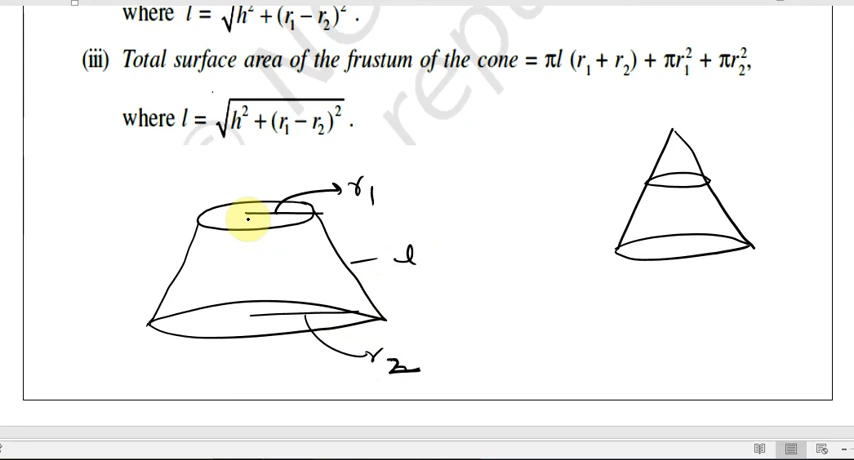 where l = √h² + (r₁ – r₂)² .
(iii) Total surface area of the frustum of the cone = πl (r₁ + r₂) + πr₁² + πr₂²,
where l = √h² + (r₁ – r₂)² .
r₁
l
r₂